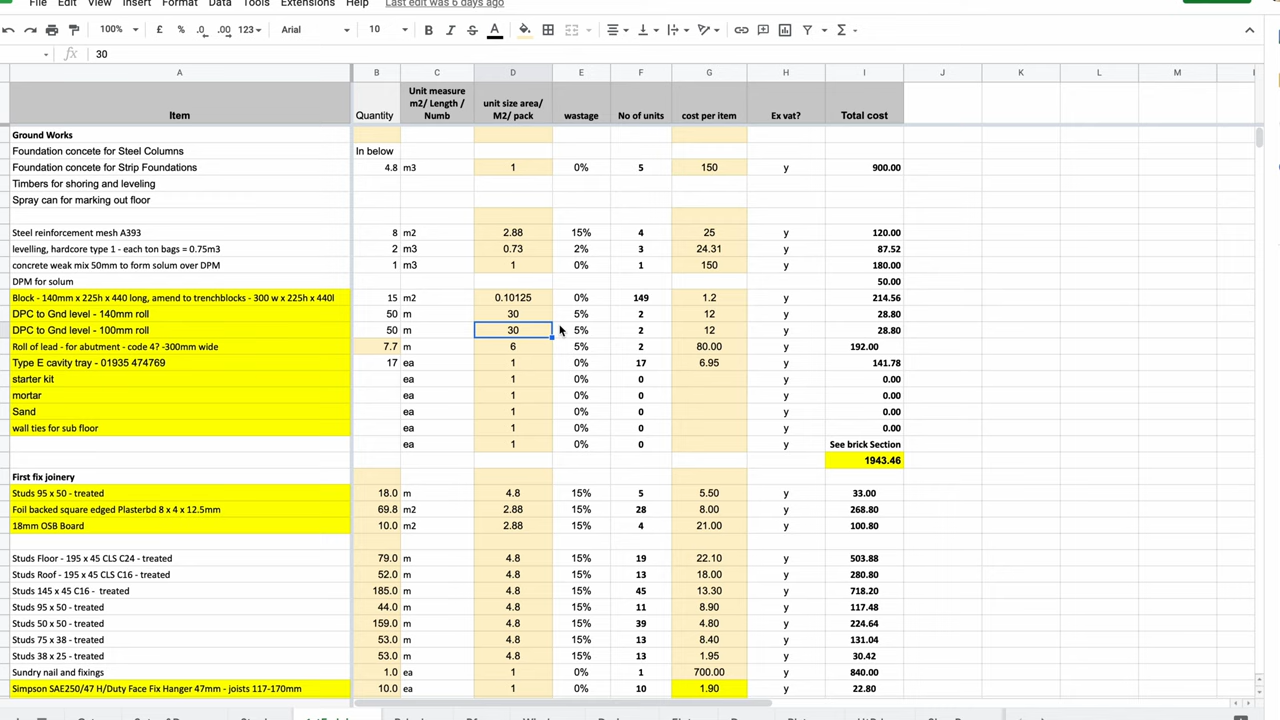 File Edit View Insert Format Data Tools Extensions Help Last edit was 6 days ago
100% £ % .0 .00 123 Arial 10 B I S A
fx 30
A B C D E F G H I J K L M
Item Quantity Unit measure m2/ Length / Numb unit size area/ M2/ pack wastage No of units cost per item Ex vat? Total cost
Ground Works
Foundation concete for Steel Columns In below
Foundation concete for Strip Foundations 4.8 m3 1 0% 5 150 900.00
Timbers for shoring and leveling
Spray can for marking out floor
Steel reinforcement mesh A393 8 m2 2.88 15% 4 25 y 120.00
levelling, hardcore type 1 - each ton bags = 0.75m3 2 m3 0.73 2% 3 24.31 y 87.52
concrete weak mix 50mm to form solum over DPM 1 m3 1 0% 1 150 y 180.00
DPM for solum 50.00
Block - 140mm x 225h x 440 long, amend to trenchblocks - 300 w x 225h x 440l 15 m2 0.10125 0% 149 1.2 y 214.56
DPC to Gnd level - 140mm roll 50 m 30 5% 2 12 y 28.80
DPC to Gnd level - 100mm roll 50 m 30 5% 2 12 y 28.80
Roll of lead - for abutment - code 4? -300mm wide 7.7 m 6 5% 2 80.00 y 192.00
Type E cavity tray - 01935 474769 17 ea 1 0% 17 6.95 y 141.78
starter kit ea 1 0% 0 y 0.00
mortar ea 1 0% 0 y 0.00
Sand ea 1 0% 0 y 0.00
wall ties for sub floor ea 1 0% 0 y 0.00
ea 1 0% 0 y See brick Section
1943.46
First fix joinery
Studs 95 x 50 - treated 18.0 m 4.8 15% 5 5.50 y 33.00
Foil backed square edged Plasterbd 8 x 4 x 12.5mm 69.8 m2 2.88 15% 28 8.00 y 268.80
18mm OSB Board 10.0 m2 2.88 15% 4 21.00 y 100.80
Studs Floor - 195 x 45 CLS C24 - treated 79.0 m 4.8 15% 19 22.10 y 503.88
Studs Roof - 195 x 45 CLS C16 - treated 52.0 m 4.8 15% 13 18.00 y 280.80
Studs 145 x 45 C16 - treated 185.0 m 4.8 15% 45 13.30 y 718.20
Studs 95 x 50 - treated 44.0 m 4.8 15% 11 8.90 y 117.48
Studs 50 x 50 - treated 159.0 m 4.8 15% 39 4.80 y 224.64
Studs 75 x 38 - treated 53.0 m 4.8 15% 13 8.40 y 131.04
Studs 38 x 25 - treated 53.0 m 4.8 15% 13 1.95 y 30.42
Sundry nail and fixings 1.0 ea 1 0% 1 700.00 y 840.00
Simpson SAE250/47 H/Duty Face Fix Hanger 47mm - joists 117-170mm 10.0 ea 1 0% 10 1.90 y 22.80